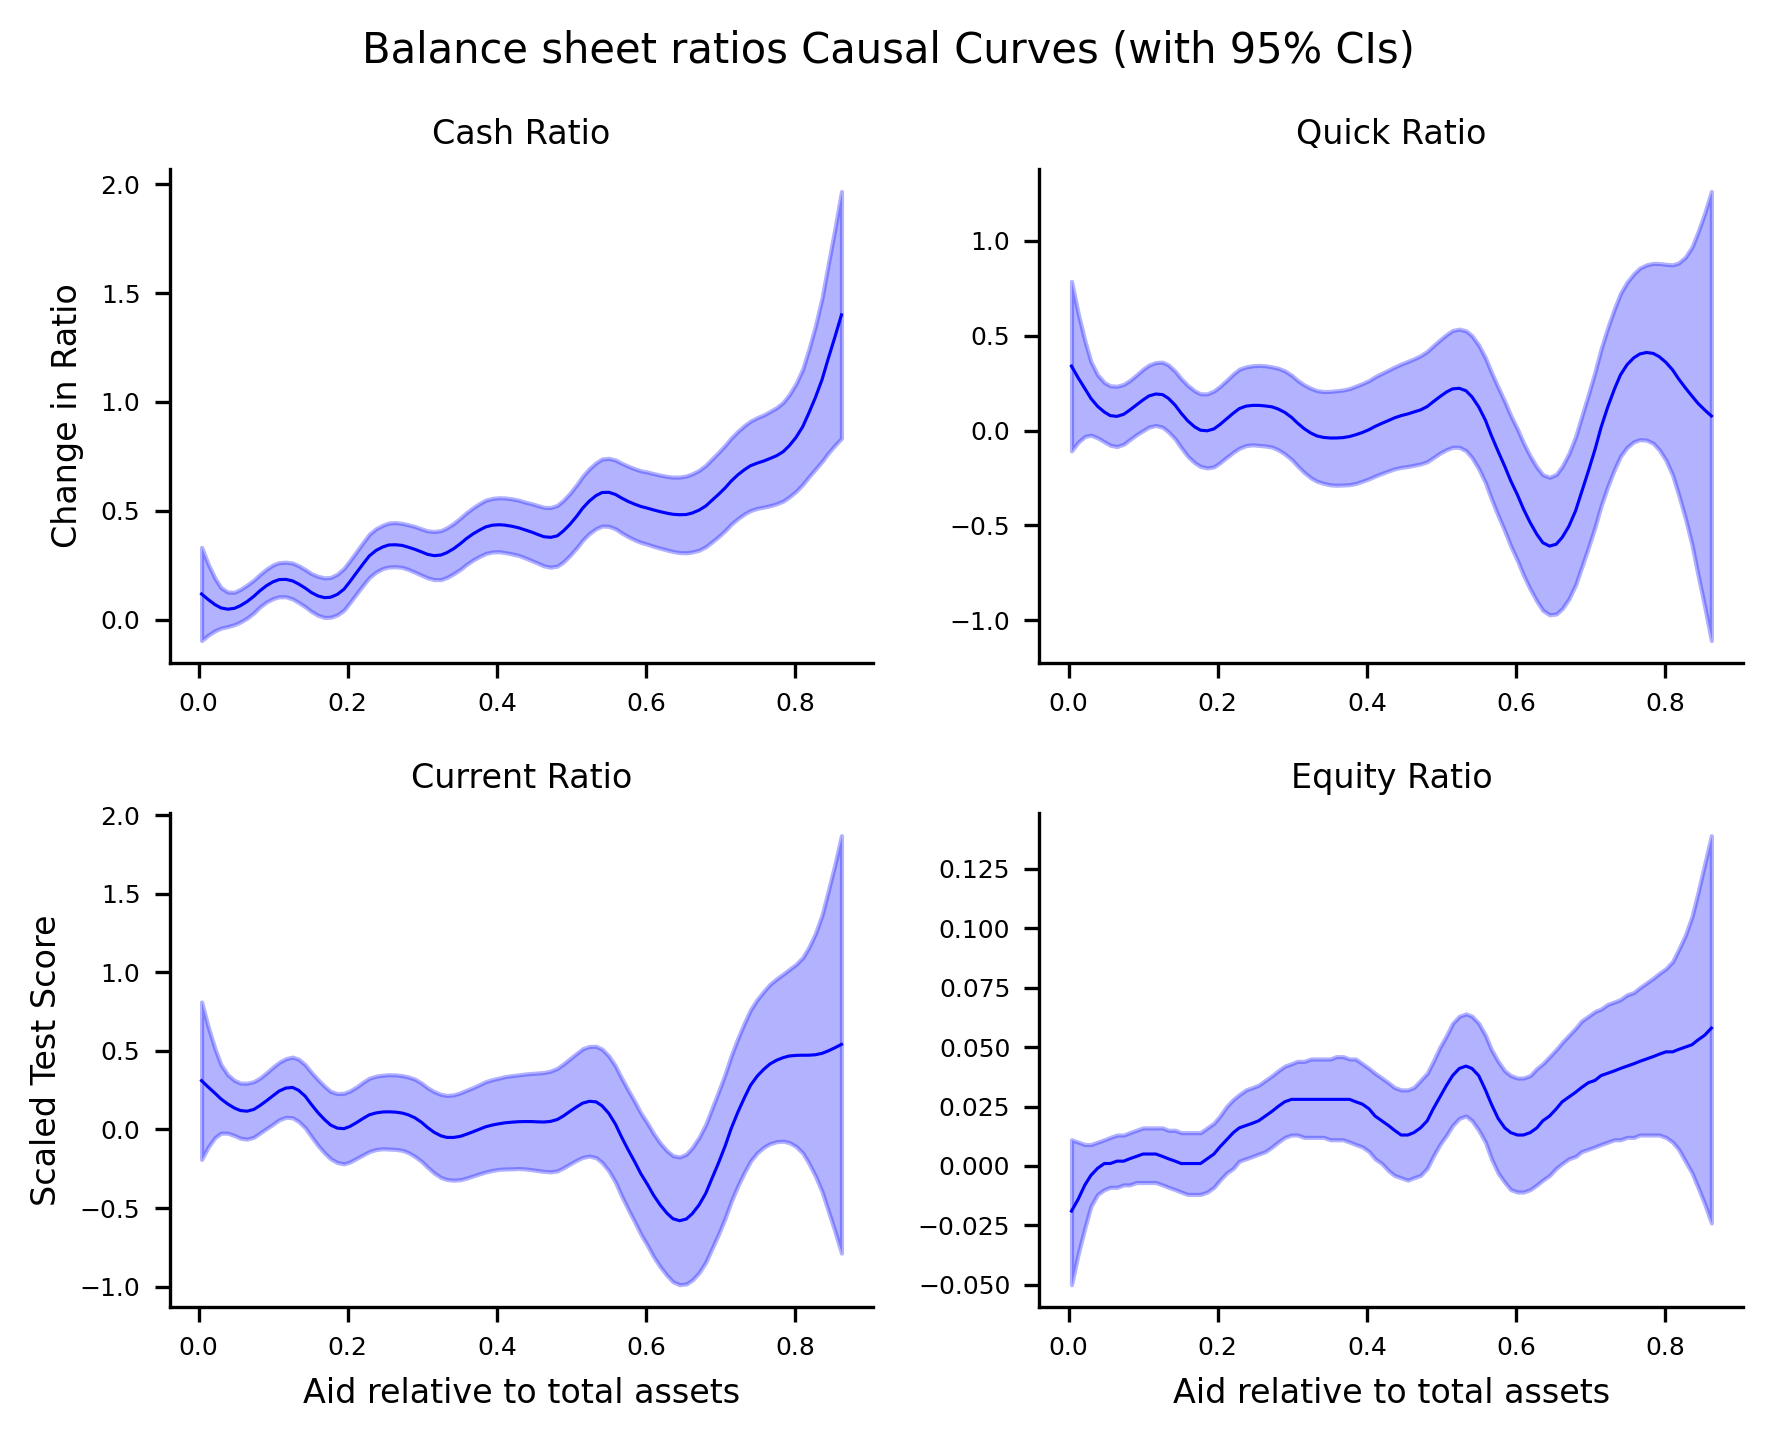 Balance sheet ratios Causal Curves (with 95% CIs)
Cash Ratio
Change in Ratio
2.0
1.5
1.0
0.5
0.0
0.0 0.2 0.4 0.6 0.8
Quick Ratio
1.0
0.5
0.0
−0.5
−1.0
0.0 0.2 0.4 0.6 0.8
Current Ratio
Scaled Test Score
2.0
1.5
1.0
0.5
0.0
−0.5
−1.0
0.0 0.2 0.4 0.6 0.8
Aid relative to total assets
Equity Ratio
0.125
0.100
0.075
0.050
0.025
0.000
−0.025
−0.050
0.0 0.2 0.4 0.6 0.8
Aid relative to total assets